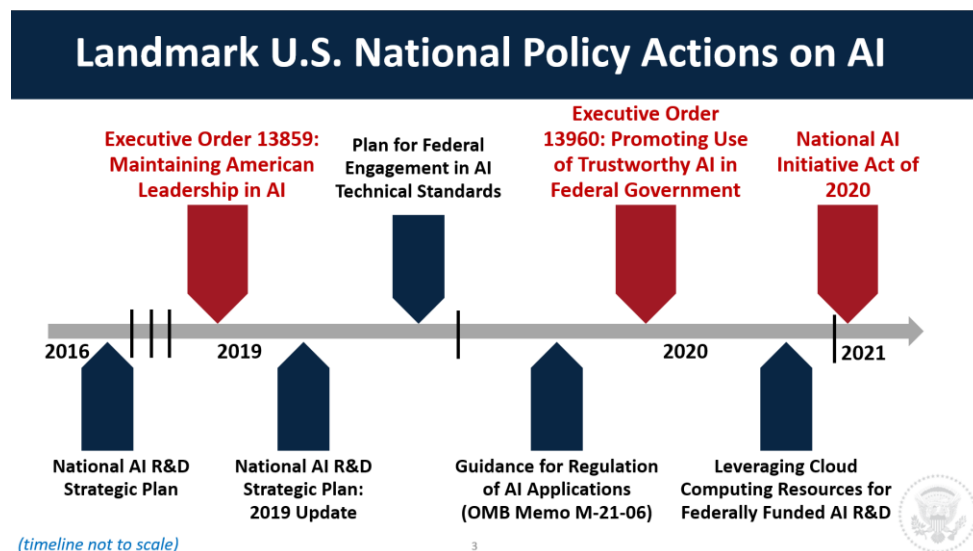 Landmark U.S. National Policy Actions on AI
Executive Order 13859:
Maintaining American
Leadership in AI
Plan for Federal
Engagement in AI
Technical Standards
Executive Order
13960: Promoting Use
of Trustworthy AI in
Federal Government
National AI
Initiative Act of
2020
2016
2019
2020
2021
National AI R&D
Strategic Plan
National AI R&D
Strategic Plan:
2019 Update
Guidance for Regulation
of AI Applications
(OMB Memo M-21-06)
Leveraging Cloud
Computing Resources for
Federally Funded AI R&D
(timeline not to scale)
3